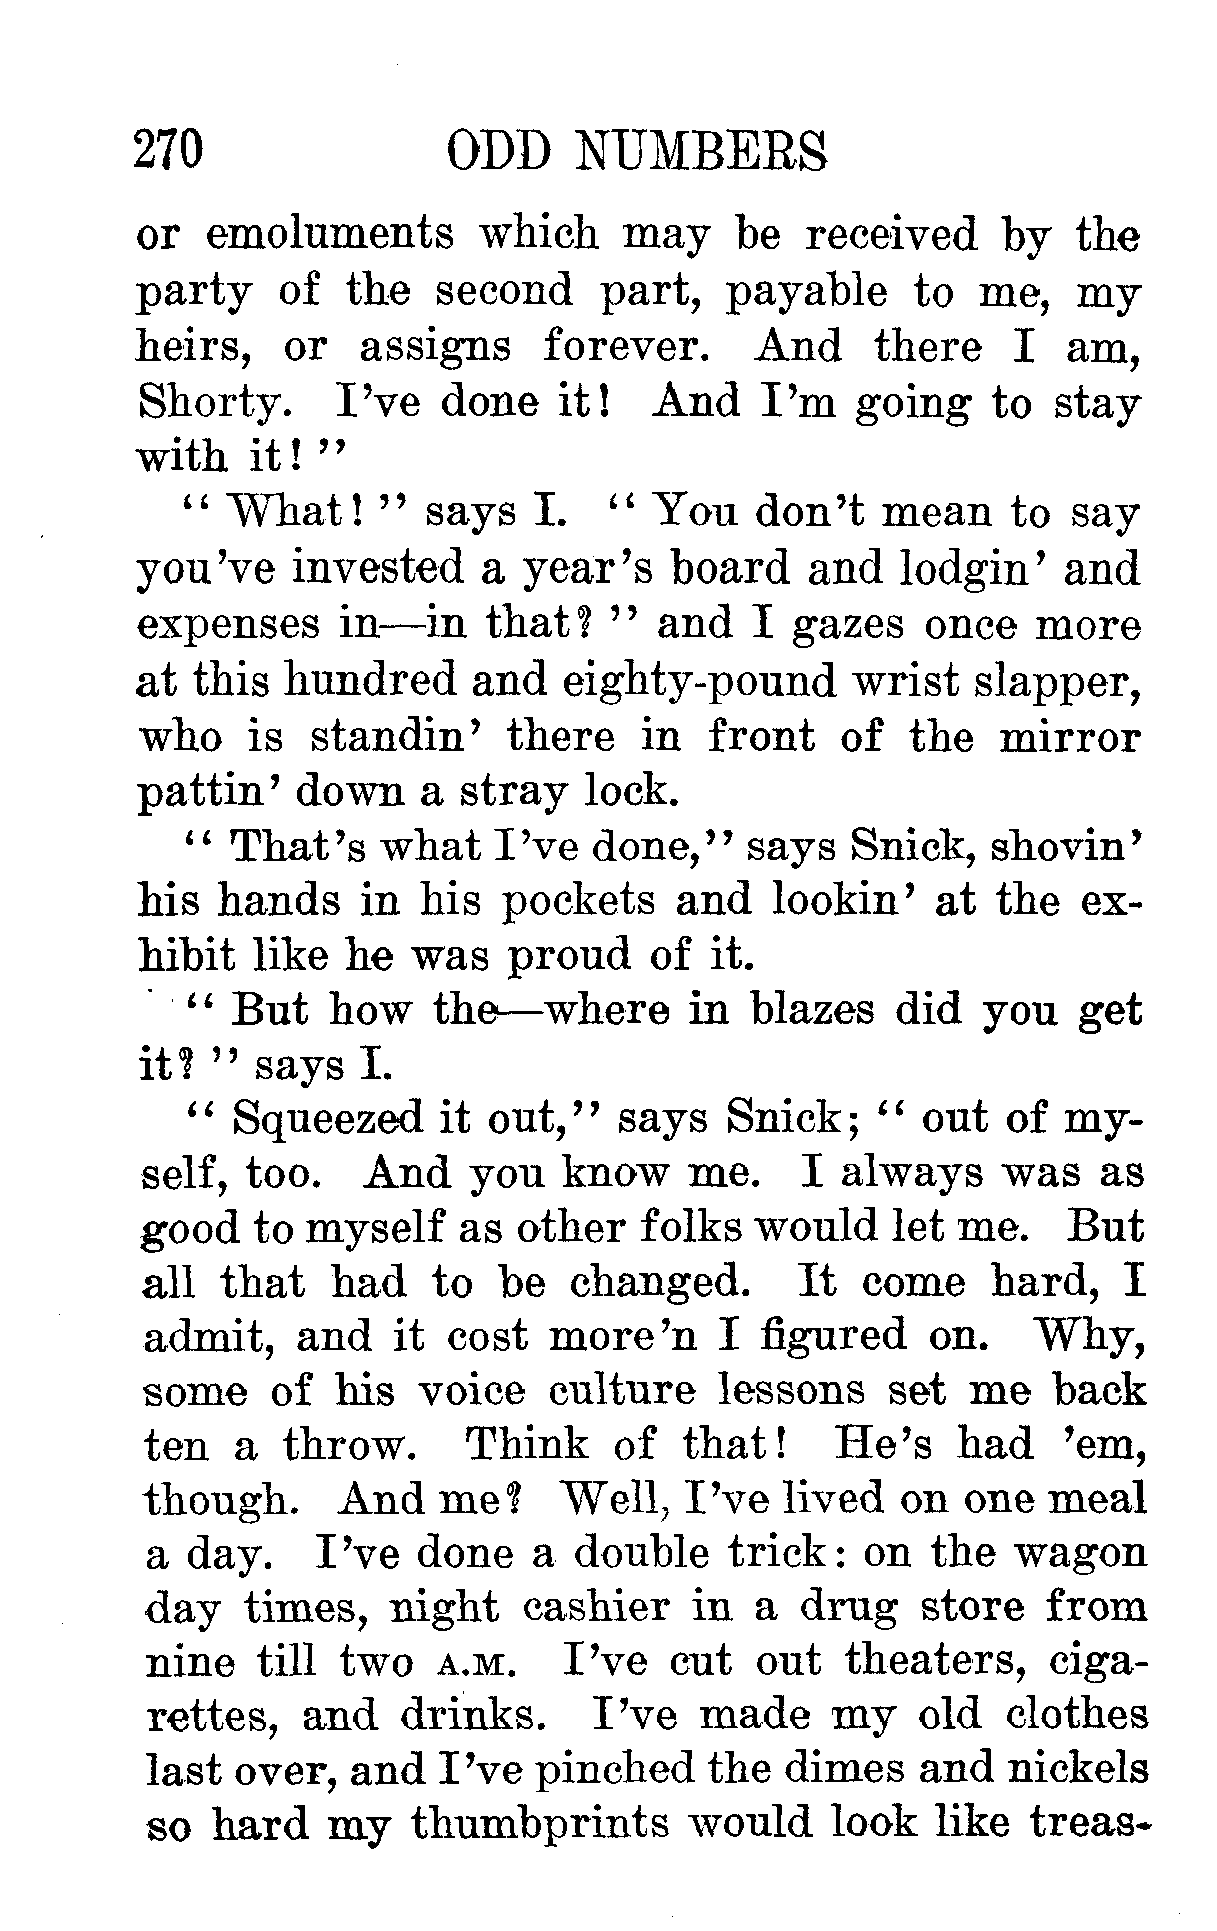 270 ODD NUMBERS
or emoluments which may be received by the
party of the second part, payable to me, my
heirs, or assigns forever. And there I am,
Shorty. I've done it! And I'm going to stay
with it! "
" What! " says I. " You don't mean to say
you've invested a year's board and lodgin' and
expenses in—in that? " and I gazes once more
at this hundred and eighty-pound wrist slapper,
who is standin' there in front of the mirror
pattin' down a stray lock.
" That's what I've done," says Snick, shovin'
his hands in his pockets and lookin' at the ex-
hibit like he was proud of it.
" But how the—where in blazes did you get
it? " says I.
" Squeezed it out," says Snick; " out of my-
self, too. And you know me. I always was as
good to myself as other folks would let me. But
all that had to be changed. It come hard, I
admit, and it cost more'n I figured on. Why,
some of his voice culture lessons set me back
ten a throw. Think of that! He's had 'em,
though. And me? Well, I've lived on one meal
a day. I've done a double trick: on the wagon
day times, night cashier in a drug store from
nine till two A.M. I've cut out theaters, ciga-
rettes, and drinks. I've made my old clothes
last over, and I've pinched the dimes and nickels
so hard my thumbprints would look like treas-